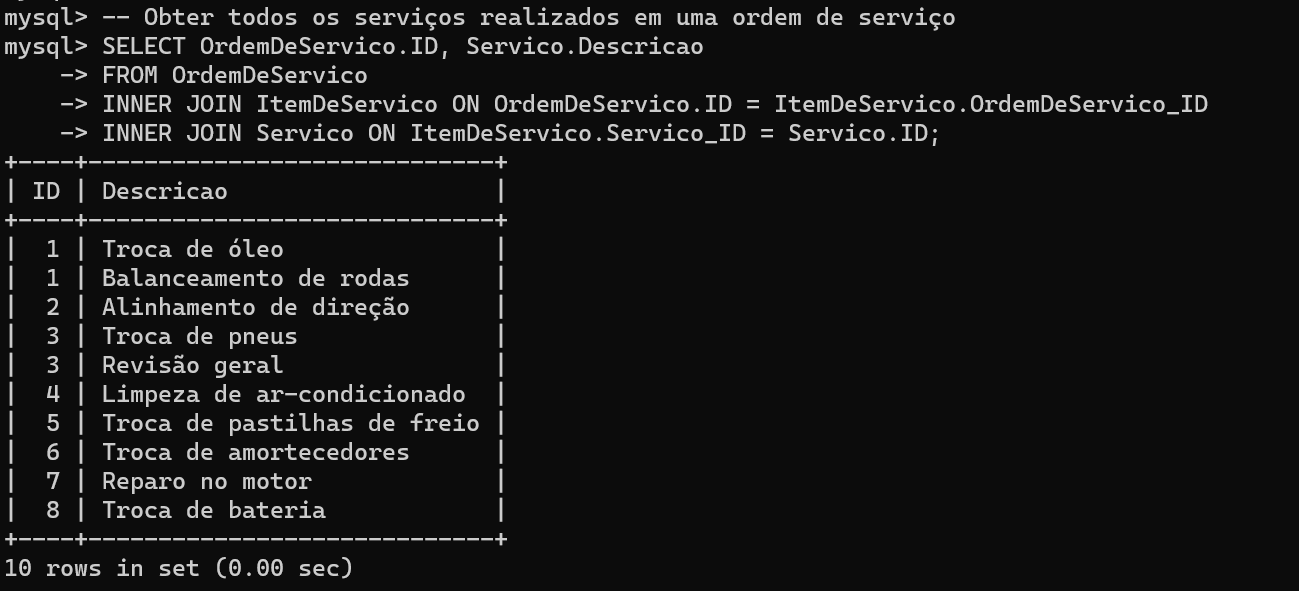 mysql> -- Obter todos os serviços realizados em uma ordem de serviço
mysql> SELECT OrdemDeServico.ID, Servico.Descricao
    -> FROM OrdemDeServico
    -> INNER JOIN ItemDeServico ON OrdemDeServico.ID = ItemDeServico.OrdemDeServico_ID
    -> INNER JOIN Servico ON ItemDeServico.Servico_ID = Servico.ID;
+----+-----------------------------+
| ID | Descricao                   |
+----+-----------------------------+
|  1 | Troca de óleo               |
|  1 | Balanceamento de rodas      |
|  2 | Alinhamento de direção      |
|  3 | Troca de pneus              |
|  3 | Revisão geral               |
|  4 | Limpeza de ar-condicionado  |
|  5 | Troca de pastilhas de freio |
|  6 | Troca de amortecedores      |
|  7 | Reparo no motor             |
|  8 | Troca de bateria            |
+----+-----------------------------+
10 rows in set (0.00 sec)